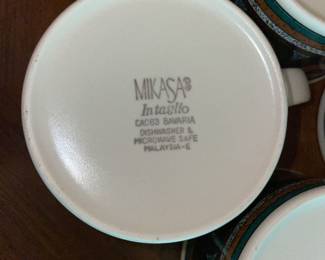 MIKASA®
Intaglio
CAC63 BAVARIA
DISHWASHER &
MICROWAVE SAFE
MALAYSIA-E